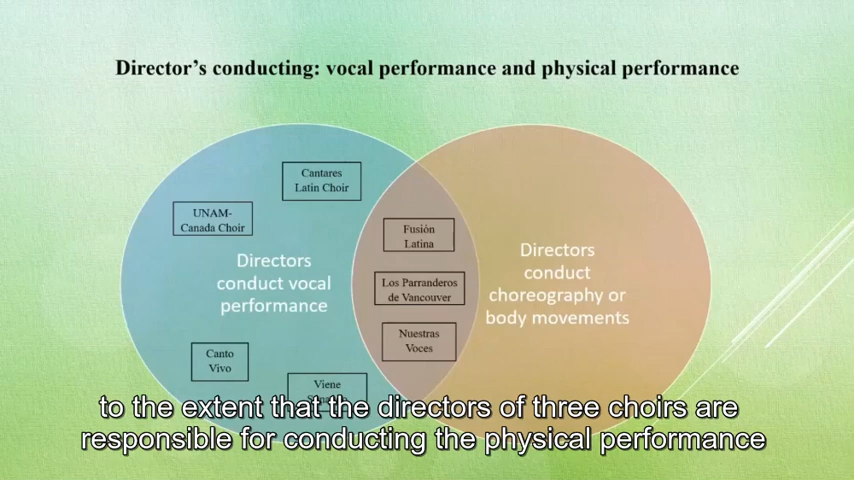 Director's conducting: vocal performance and physical performance
Cantares
Latin Choir
UNAM-
Canada Choir
Directors
conduct vocal
performance
Canto
Vivo
Viene
Fusión
Latina
Los Parranderos
de Vancouver
Nuestras
Voces
Directors
conduct
choreography or
body movements
to the extent that the directors of three choirs are
responsible for conducting the physical performance